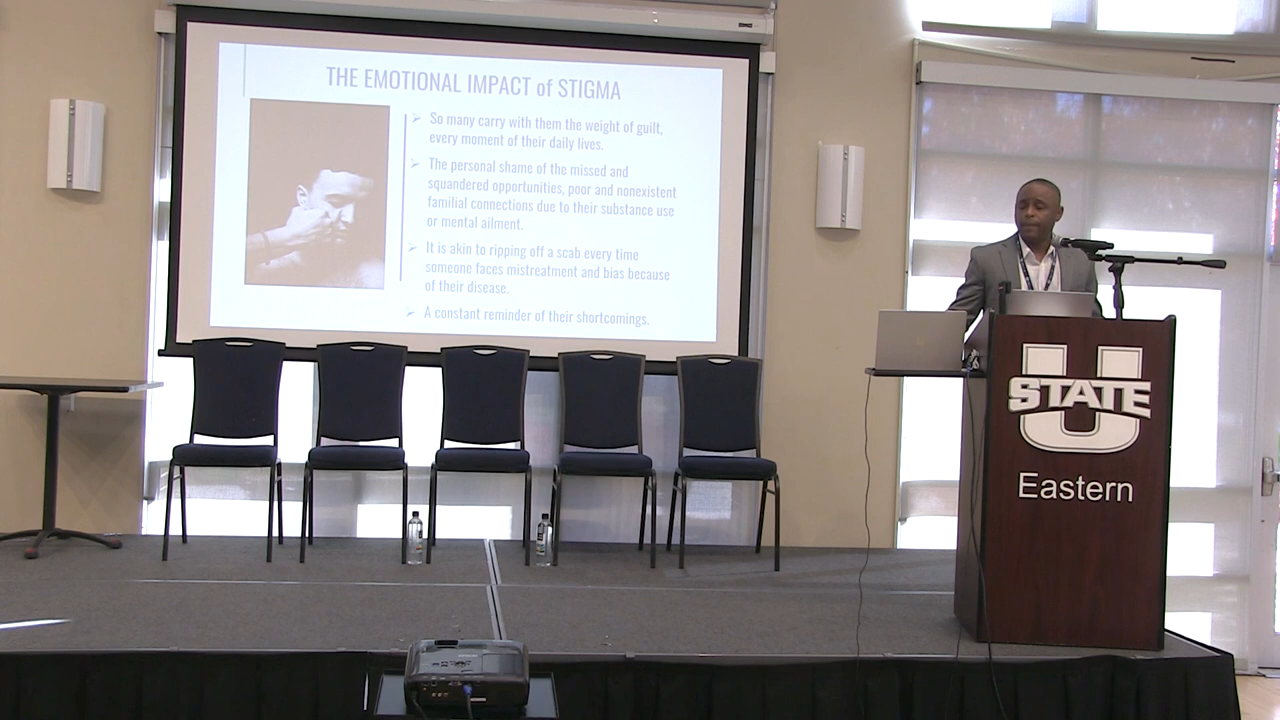 THE EMOTIONAL IMPACT of STIGMA
So many carry with them the weight of guilt,
every moment of their daily lives.
The personal shame of the missed and
squandered opportunities, poor and nonexistent
familial connections due to their substance use
or mental ailment.
It is akin to ripping off a scab every time
someone faces mistreatment and bias because
of their disease.
A constant reminder of their shortcomings.
U
STATE
Eastern